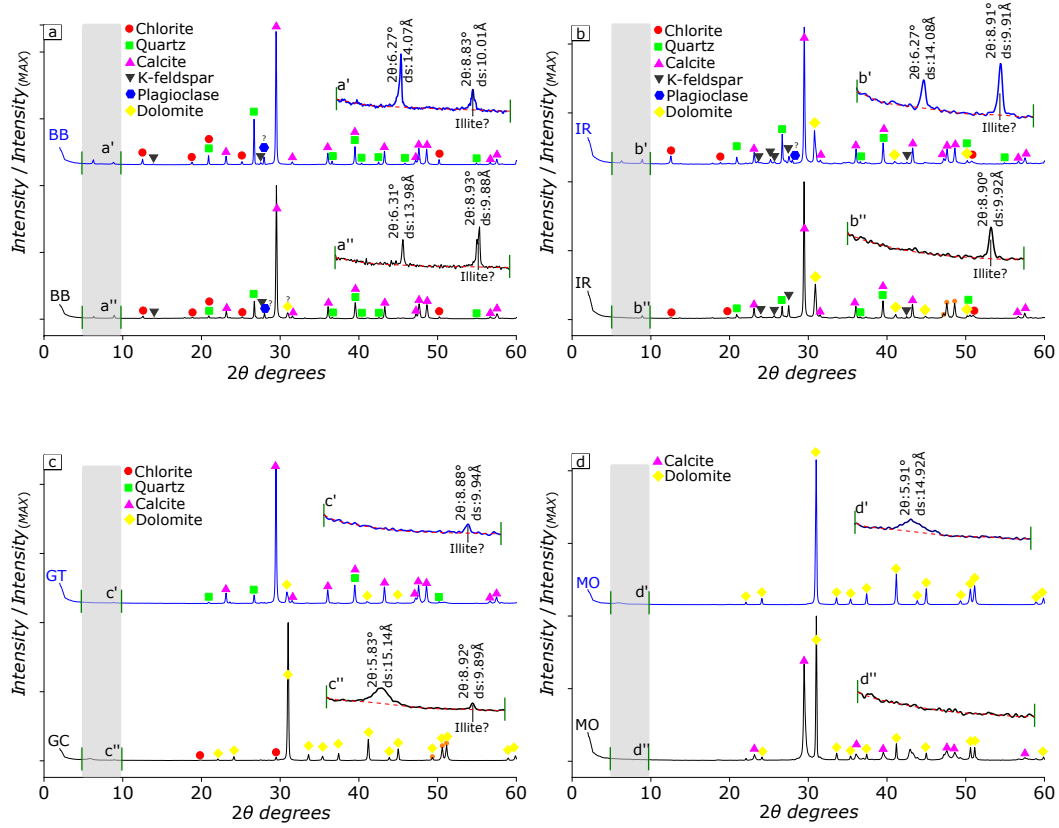 a
Chlorite
Quartz
Calcite
K-feldspar
Plagioclase
Dolomite
Intensity / Intensity(MAX)
BB
a'
?
a'
2θ:6.27°
ds:14.07Å
2θ:8.83°
ds:10.01Å
Illite?
BB
a''
?
?
a''
2θ:6.31°
ds:13.98Å
2θ:8.93°
ds:9.88Å
Illite?
0 10 20 30 40 50 60
2θ degrees
b
Chlorite
Quartz
Calcite
K-feldspar
Plagioclase
Dolomite
Intensity / Intensity(MAX)
IR
b'
?
b'
2θ:6.27°
ds:14.08Å
2θ:8.91°
ds:9.91Å
Illite?
IR
b''
b''
2θ:8.90°
ds:9.92Å
Illite?
0 10 20 30 40 50 60
2θ degrees
c
Chlorite
Quartz
Calcite
Dolomite
Intensity / Intensity(MAX)
GT
c'
c'
2θ:8.88°
ds:9.94Å
Illite?
GC
c''
c''
2θ:5.83°
ds:15.14Å
2θ:8.92°
ds:9.89Å
Illite?
0 10 20 30 40 50 60
2θ degrees
d
Calcite
Dolomite
Intensity / Intensity(MAX)
MO
d'
d'
2θ:5.91°
ds:14.92Å
MO
d''
d''
0 10 20 30 40 50 60
2θ degrees